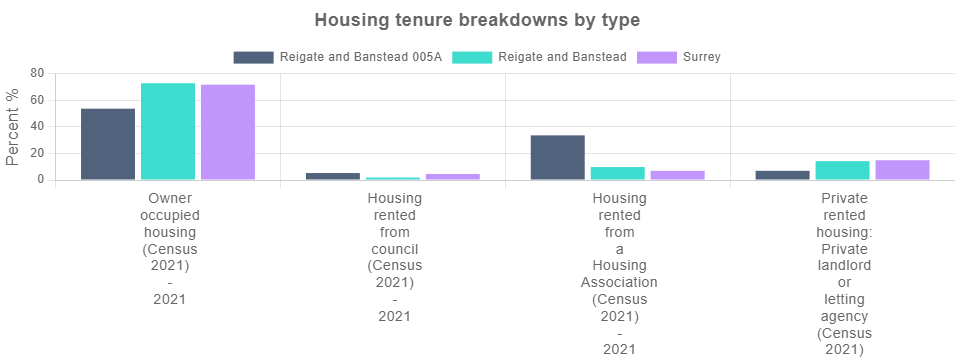 Housing tenure breakdowns by type
Reigate and Banstead 005A
Reigate and Banstead
Surrey
Percent %
80
60
40
20
0
Owner
occupied
housing
(Census
2021)
-
2021
Housing
rented
from
council
(Census
2021)
-
2021
Housing
rented
from
a
Housing
Association
(Census
2021)
-
2021
Private
rented
housing:
Private
landlord
or
letting
agency
(Census
2021)